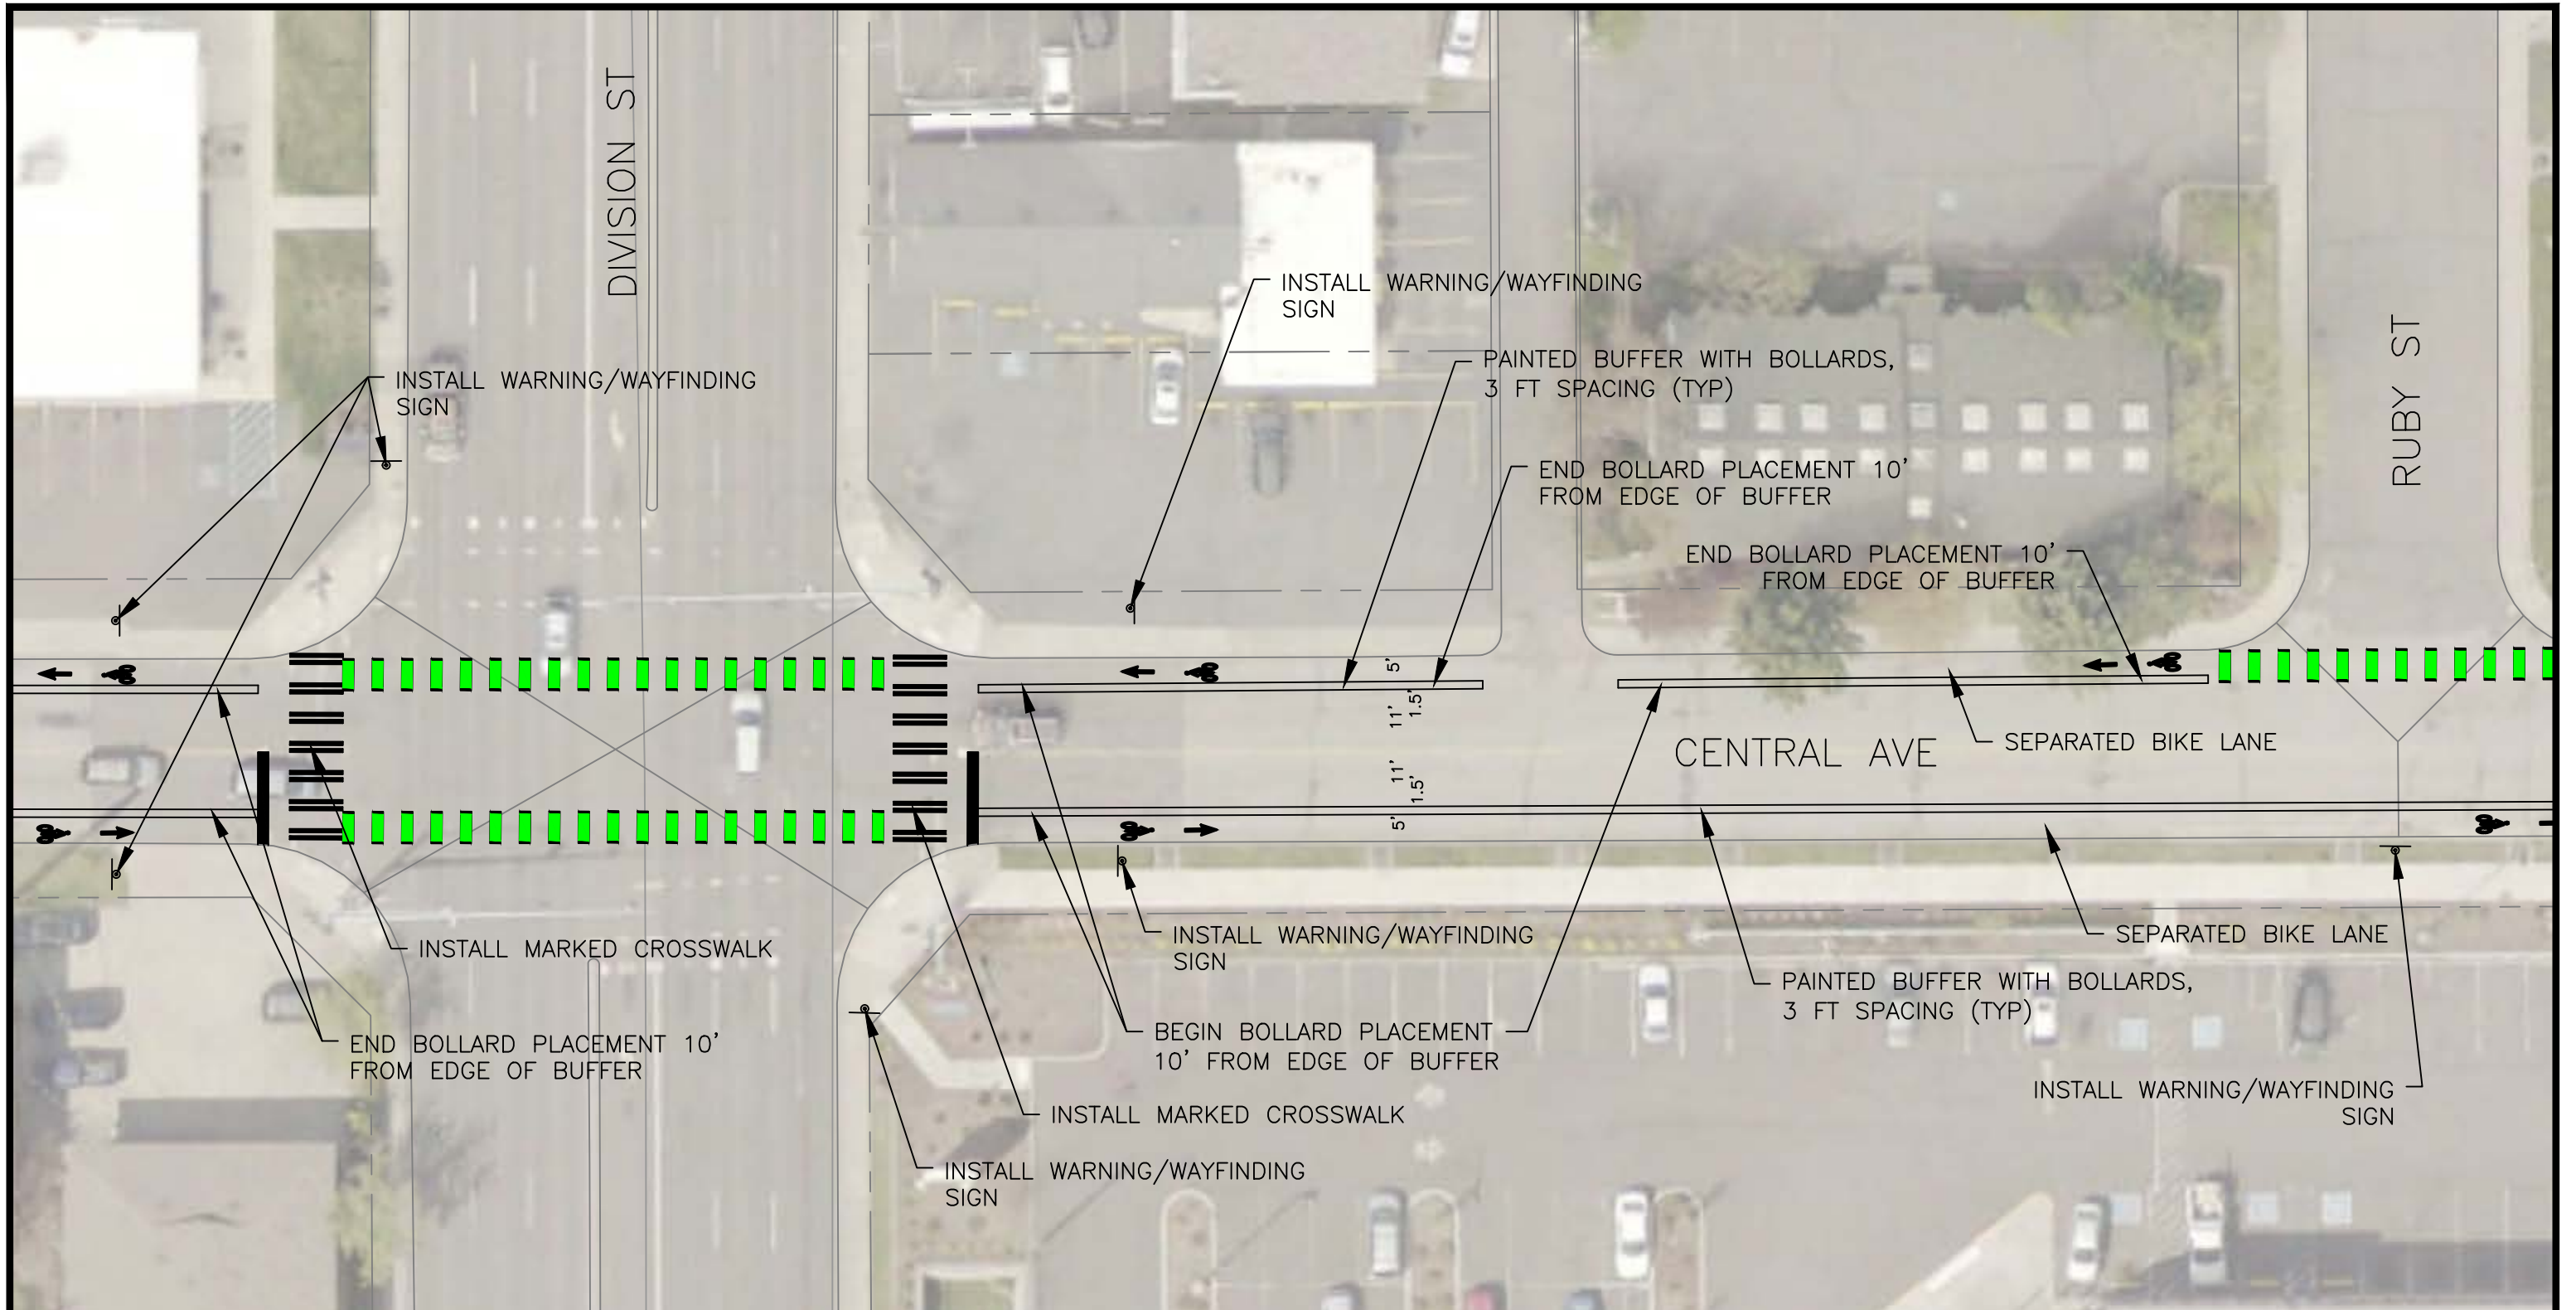 DIVISION ST
INSTALL WARNING/WAYFINDING
SIGN
RUBY ST
PAINTED BUFFER WITH BOLLARDS,
3 FT SPACING (TYP)
INSTALL WARNING/WAYFINDING
SIGN
END BOLLARD PLACEMENT 10'
FROM EDGE OF BUFFER
END BOLLARD PLACEMENT 10'
FROM EDGE OF BUFFER
5'
1.5'
11'
11'
1.5'
5'
CENTRAL AVE
SEPARATED BIKE LANE
INSTALL MARKED CROSSWALK
INSTALL WARNING/WAYFINDING
SIGN
SEPARATED BIKE LANE
PAINTED BUFFER WITH BOLLARDS,
3 FT SPACING (TYP)
END BOLLARD PLACEMENT 10'
FROM EDGE OF BUFFER
BEGIN BOLLARD PLACEMENT
10' FROM EDGE OF BUFFER
INSTALL WARNING/WAYFINDING
SIGN
INSTALL MARKED CROSSWALK
INSTALL WARNING/WAYFINDING
SIGN